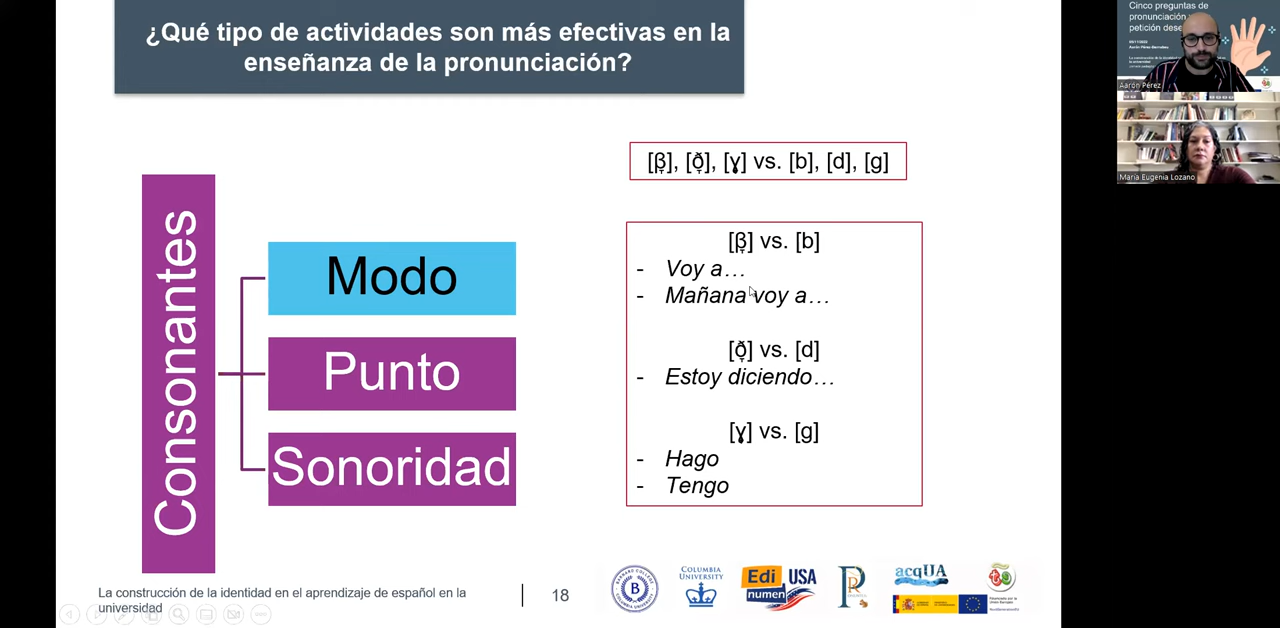 ¿Qué tipo de actividades son más efectivas en la
enseñanza de la pronunciación?
[β̞], [ð̞], [ɣ̞] vs. [b], [d], [g]
Consonantes
Modo
Punto
Sonoridad
[β̞] vs. [b]
- Voy a…
- Mañana voy a…
[ð̞] vs. [d]
- Estoy diciendo…
[ɣ̞] vs. [g]
- Hago
- Tengo
La construcción de la identidad en el aprendizaje de español en la
universidad
18
B
COLUMBIA
UNIVERSITY
Edi
numen
USA
acqUA
Cinco preguntas de
pronunciación
petición
Aarón Pérez
María Eugenia Lozano